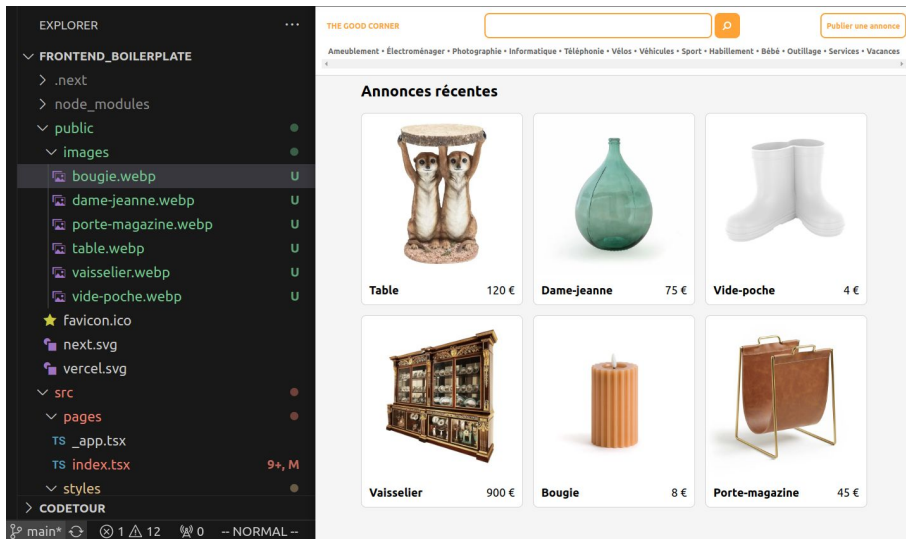 EXPLORER
FRONTEND_BOILERPLATE
.next
node_modules
public
images
bougie.webp U
dame-jeanne.webp U
porte-magazine.webp U
table.webp U
vaisselier.webp U
vide-poche.webp U
favicon.ico
next.svg
vercel.svg
src
pages
TS _app.tsx
TS index.tsx 9+, M
styles
CODETOUR
main* 1 12 0 -- NORMAL --
THE GOOD CORNER
Publier une annonce
Ameublement • Électroménager • Photographie • Informatique • Téléphonie • Vélos • Véhicules • Sport • Habillement • Bébé • Outillage • Services • Vacances
Annonces récentes
Table 120 €
Dame-jeanne 75 €
Vide-poche 4 €
Vaisselier 900 €
Bougie 8 €
Porte-magazine 45 €